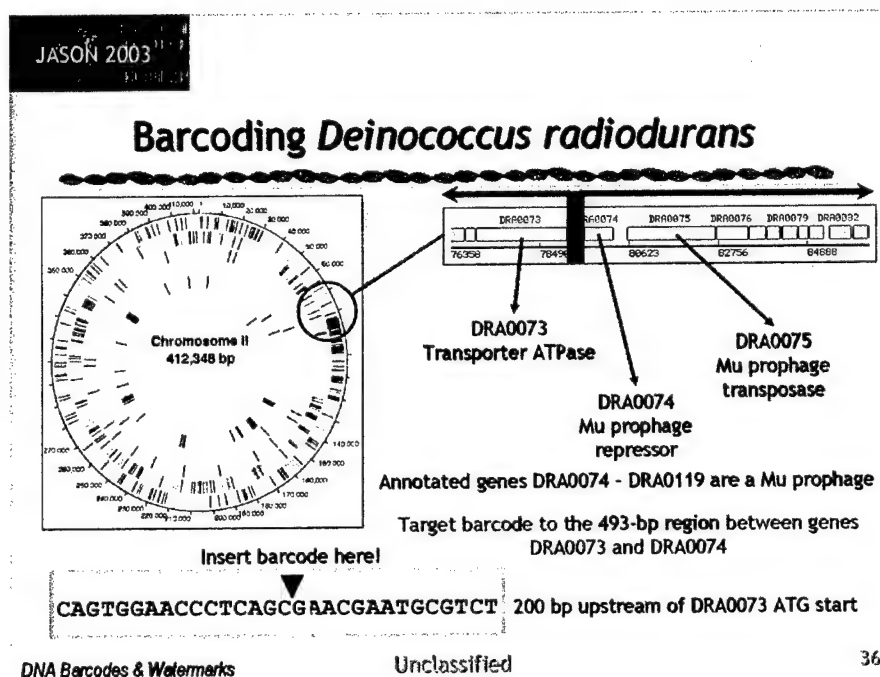 JASON 2003
Barcoding Deinococcus radiodurans
DRA0073 DRA0074 DRA0075 DRA0076 DRA0079
76358 80623 82756 84888
Chromosome II
412,348 bp
DRA0073
Transporter ATPase
DRA0075
Mu prophage
transposase
DRA0074
Mu prophage
repressor
Annotated genes DRA0074 - DRA0119 are a Mu prophage
Target barcode to the 493-bp region between genes
DRA0073 and DRA0074
Insert barcode here!
CAGTGGAACCCTCAGCGAACGAATGCGTCT 200 bp upstream of DRA0073 ATG start
DNA Barcodes & Watermarks
Unclassified
36